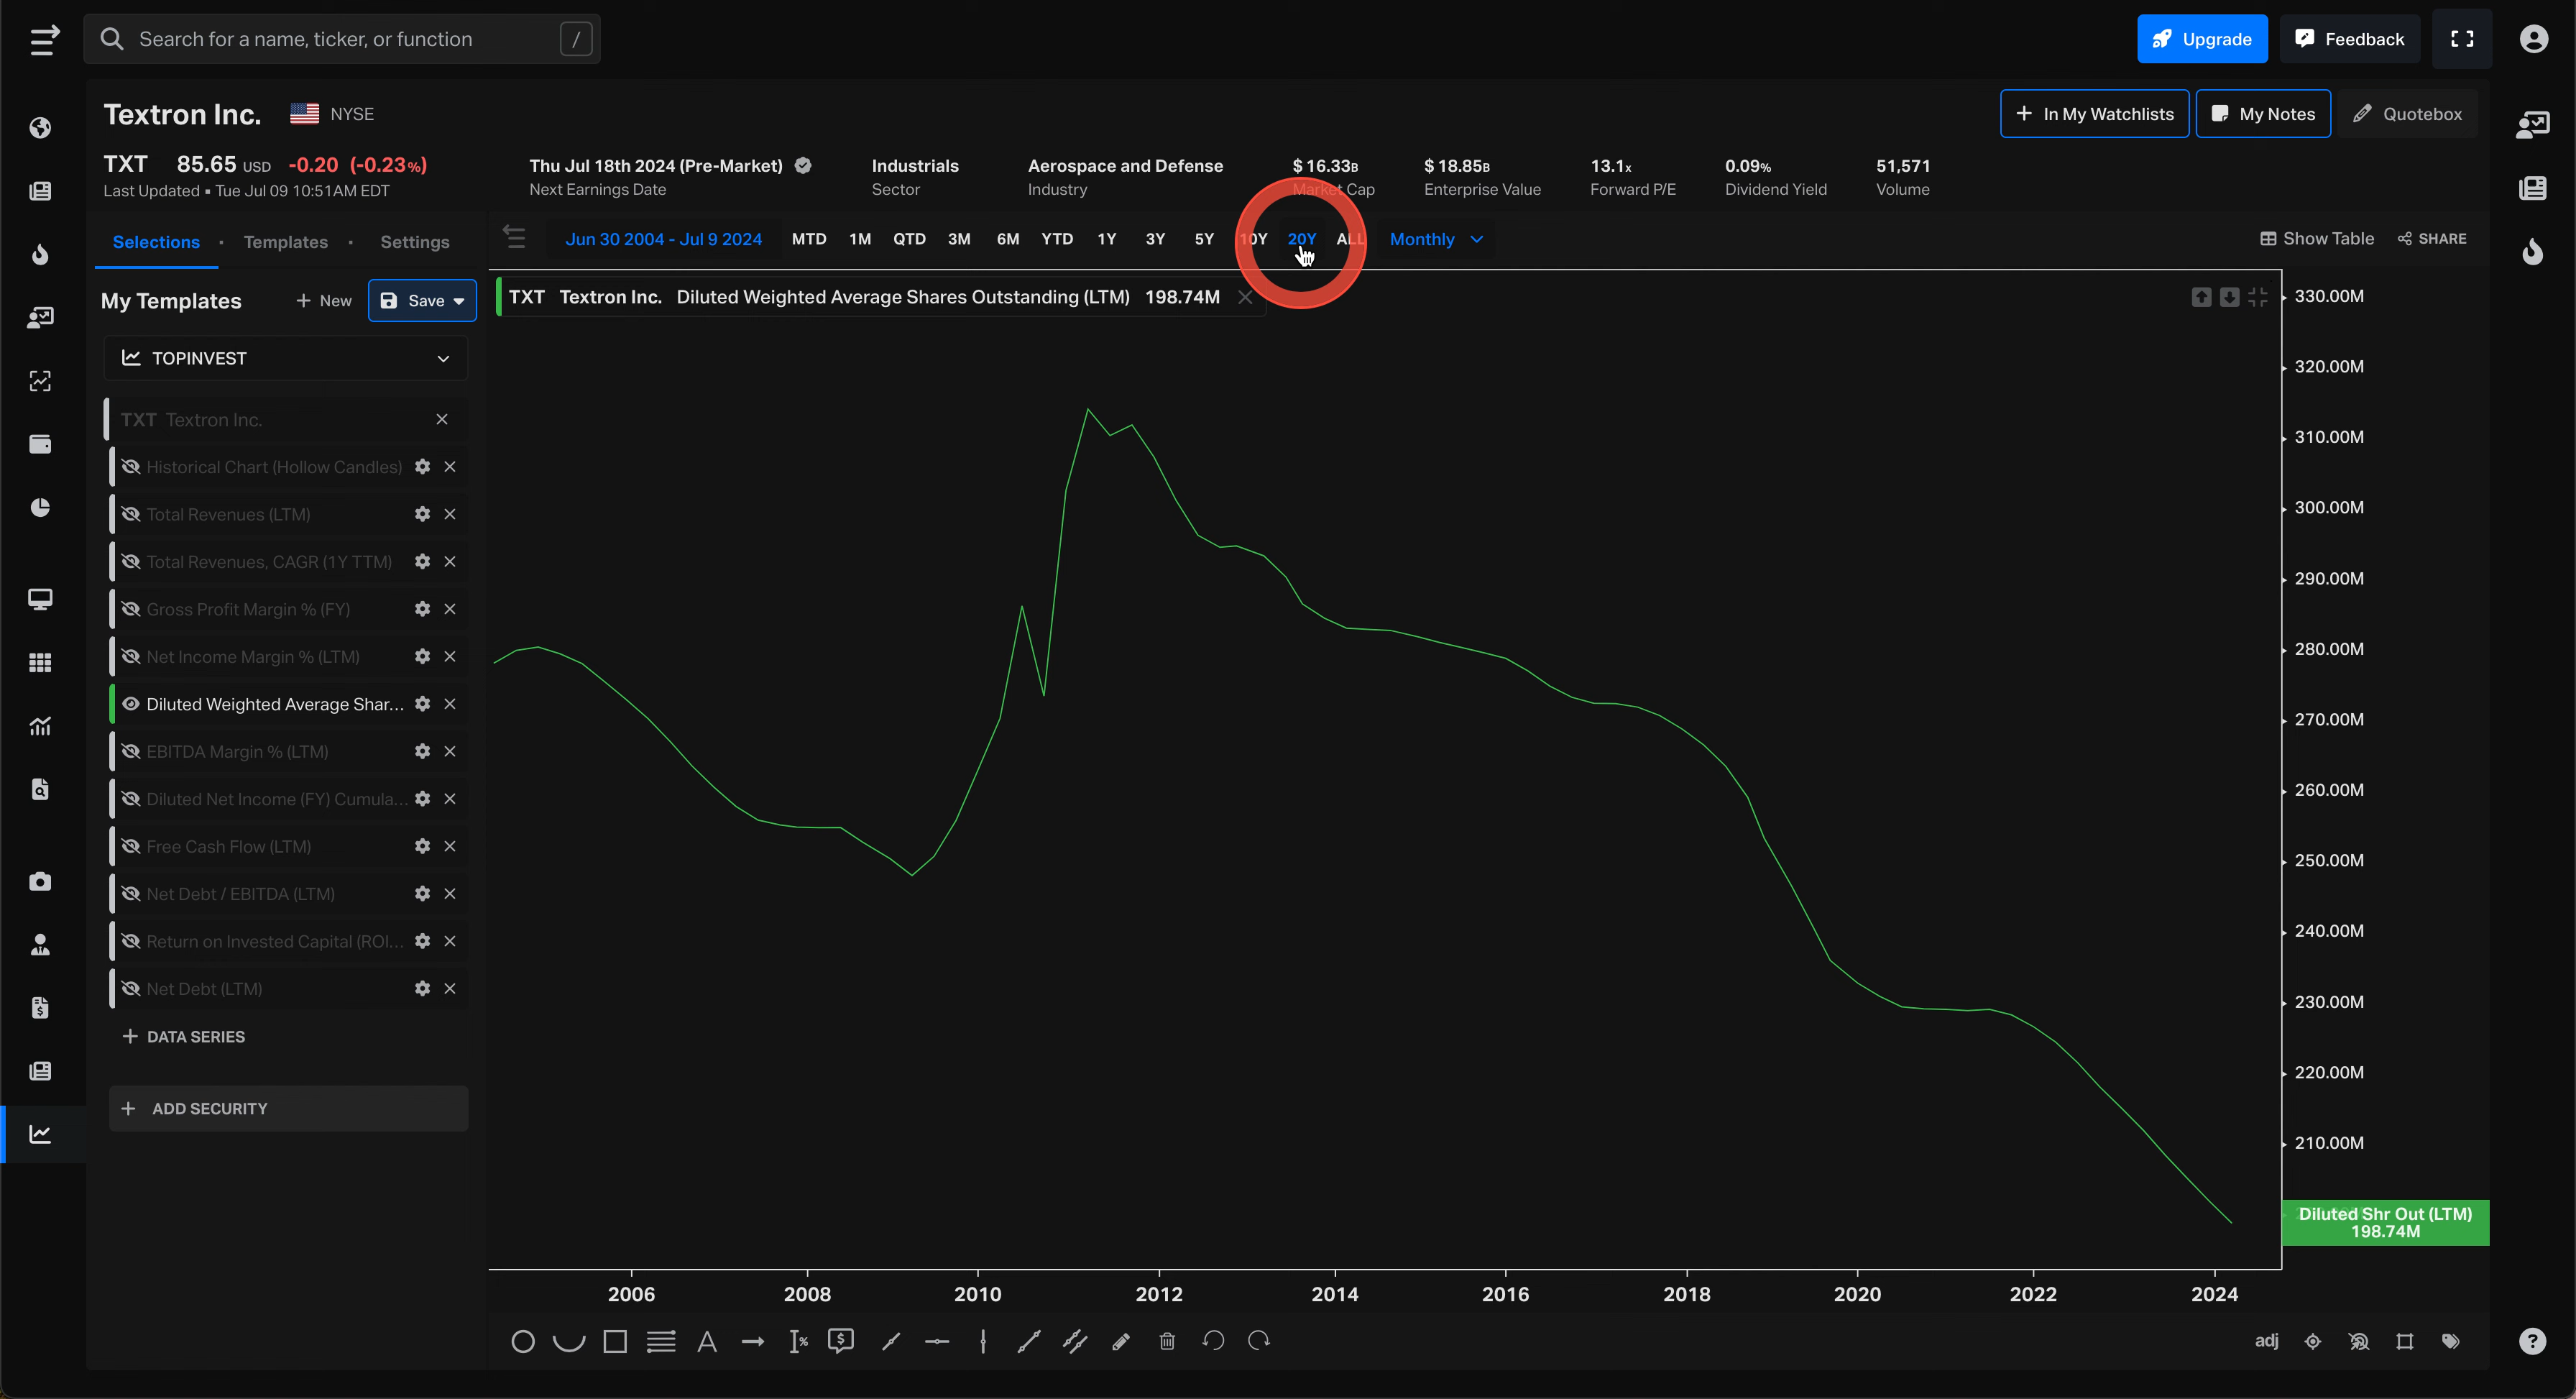 Search for a name, ticker, or function /
Upgrade Feedback
Textron Inc. NYSE
In My Watchlists My Notes Quotebox
TXT 85.65 USD -0.20 (-0.23%)
Last Updated ▪ Tue Jul 09 10:51AM EDT
Thu Jul 18th 2024 (Pre-Market)
Next Earnings Date
Industrials
Sector
Aerospace and Defense
Industry
$ 16.33B
Market Cap
$ 18.85B
Enterprise Value
13.1x
Forward P/E
0.09%
Dividend Yield
51,571
Volume
Selections · Templates · Settings
Jun 30 2004 - Jul 9 2024 MTD 1M QTD 3M 6M YTD 1Y 3Y 5Y 10Y 20Y ALL Monthly
Show Table SHARE
My Templates + New Save
TOPINVEST
TXT Textron Inc.
Historical Chart (Hollow Candles)
Total Revenues (LTM)
Total Revenues, CAGR (1Y TTM)
Gross Profit Margin % (FY)
Net Income Margin % (LTM)
Diluted Weighted Average Shar...
EBITDA Margin % (LTM)
Diluted Net Income (FY) Cumula...
Free Cash Flow (LTM)
Net Debt / EBITDA (LTM)
Return on Invested Capital (ROI...
Net Debt (LTM)
+ DATA SERIES
+ ADD SECURITY
TXT Textron Inc. Diluted Weighted Average Shares Outstanding (LTM) 198.74M
330.00M
320.00M
310.00M
300.00M
290.00M
280.00M
270.00M
260.00M
250.00M
240.00M
230.00M
220.00M
210.00M
Diluted Shr Out (LTM)
198.74M
2006 2008 2010 2012 2014 2016 2018 2020 2022 2024
adj